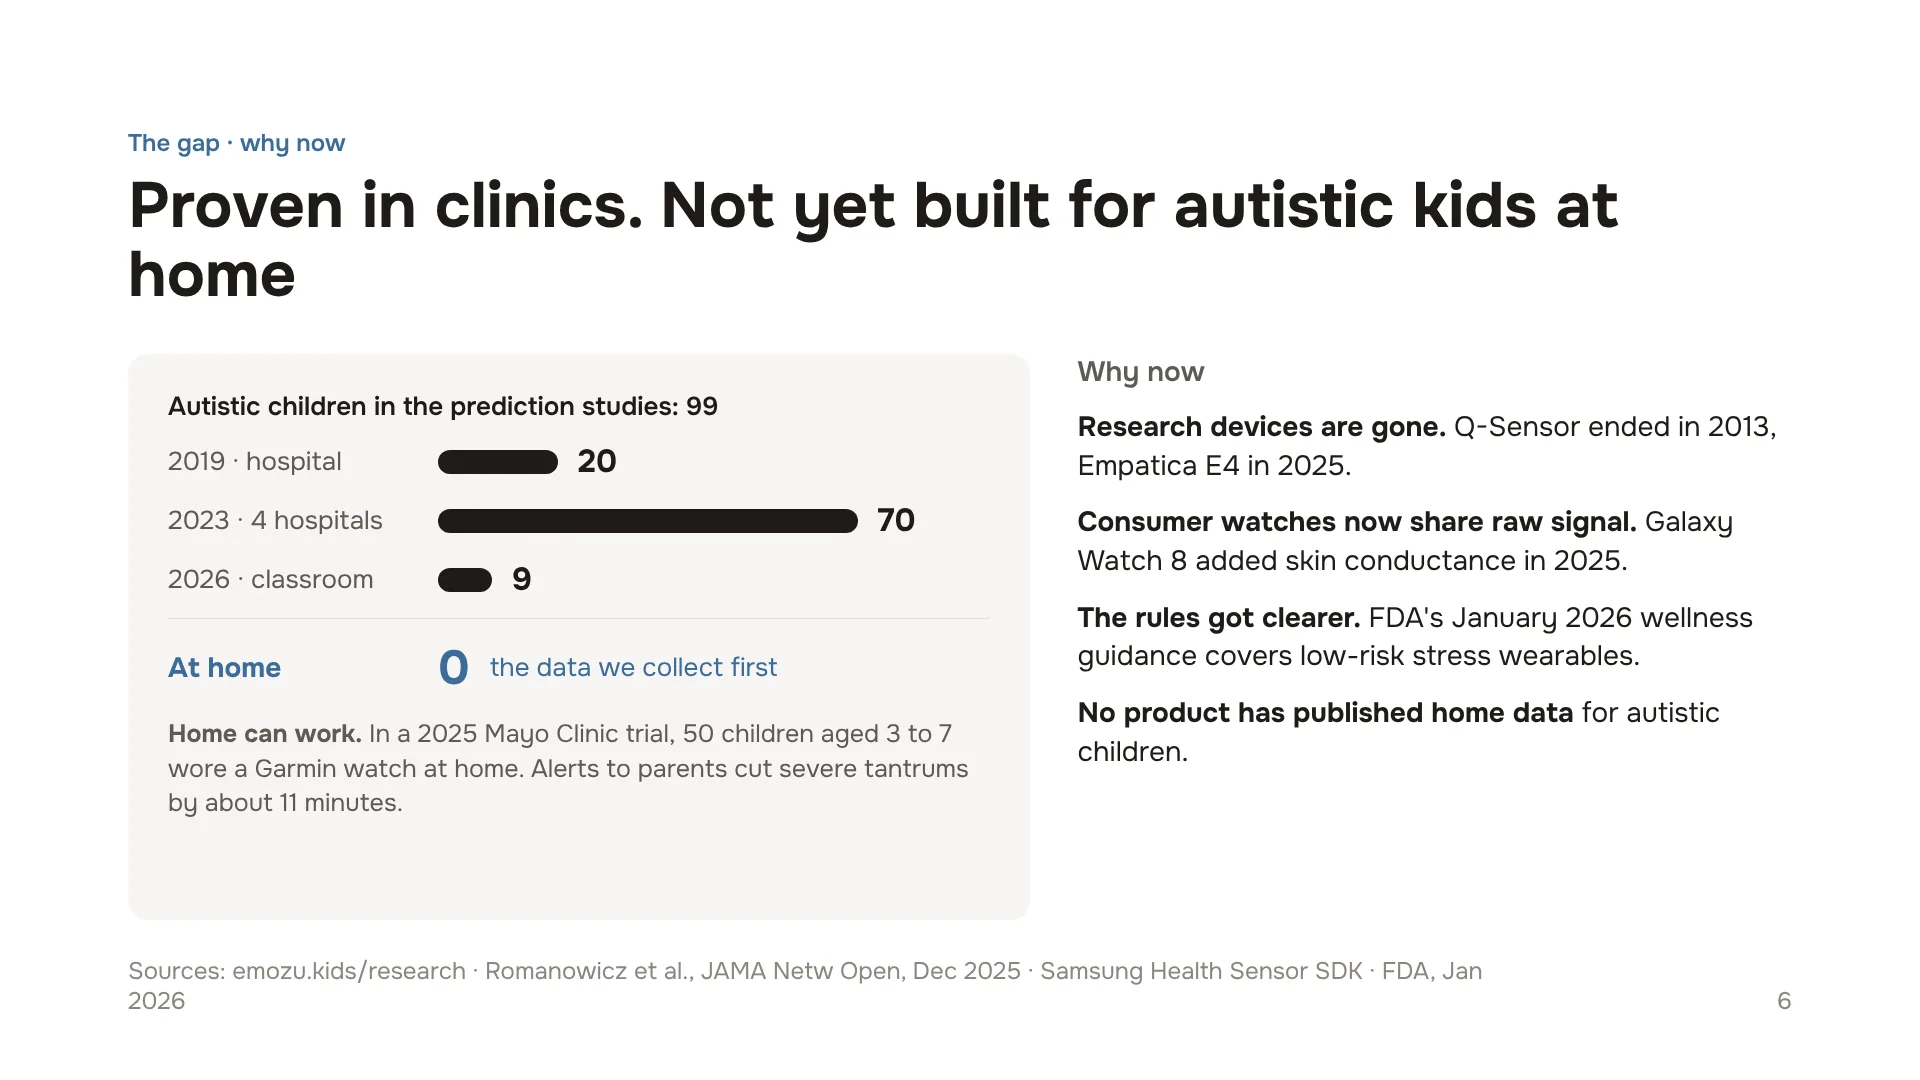 The gap · why now
Proven in clinics. Not yet built for autistic kids at
home
Autistic children in the prediction studies: 99
2019 · hospital 20
2023 · 4 hospitals 70
2026 · classroom 9
At home 0 the data we collect first
Home can work. In a 2025 Mayo Clinic trial, 50 children aged 3 to 7
wore a Garmin watch at home. Alerts to parents cut severe tantrums
by about 11 minutes.
Why now
Research devices are gone. Q-Sensor ended in 2013,
Empatica E4 in 2025.
Consumer watches now share raw signal. Galaxy
Watch 8 added skin conductance in 2025.
The rules got clearer. FDA's January 2026 wellness
guidance covers low-risk stress wearables.
No product has published home data for autistic
children.
Sources: emozu.kids/research · Romanowicz et al., JAMA Netw Open, Dec 2025 · Samsung Health Sensor SDK · FDA, Jan
2026
6